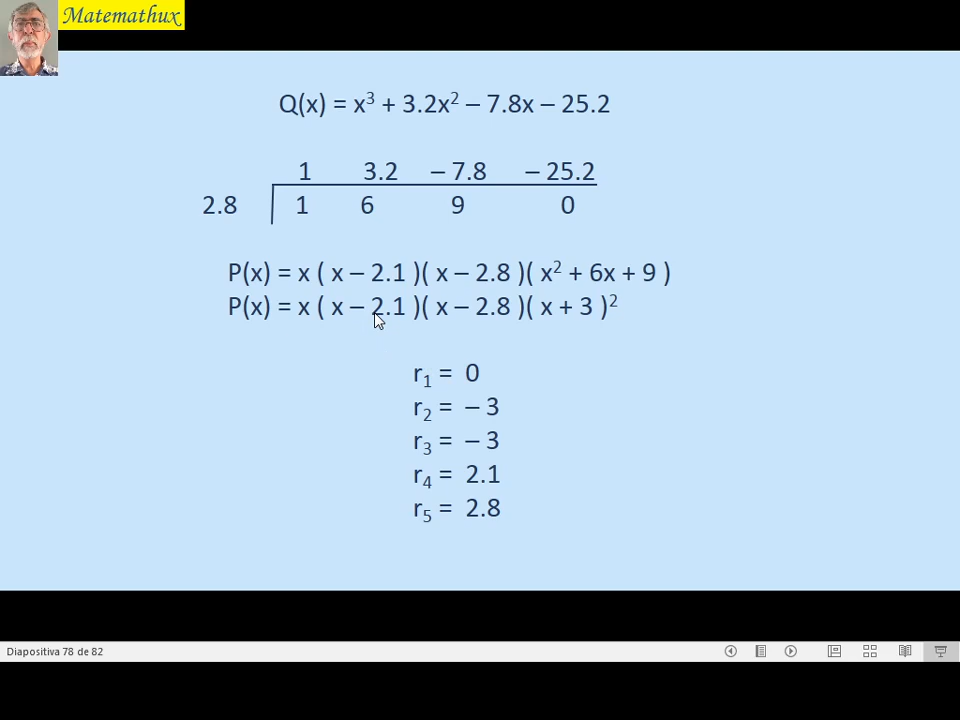 Matemathux
Q(x) = x³ + 3.2x² – 7.8x – 25.2
1 3.2 – 7.8 – 25.2
2.8 1 6 9 0
P(x) = x ( x – 2.1 )( x – 2.8 )( x² + 6x + 9 )
P(x) = x ( x – 2.1 )( x – 2.8 )( x + 3 )²
r₁ = 0
r₂ = – 3
r₃ = – 3
r₄ = 2.1
r₅ = 2.8
Diapositiva 78 de 82